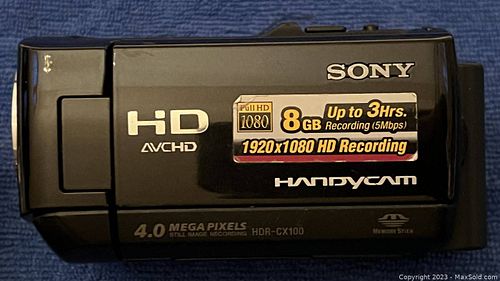 SONY
Full HD
1080
8GB
Up to 3Hrs.
Recording (5Mbps)
1920x1080 HD Recording
HD
AVCHD
HANDYCAM
4.0 MEGA PIXELS
STILL IMAGE RECORDING
HDR-CX100
MEMORY STICK
Copyright © 2023 - MaxSold.com